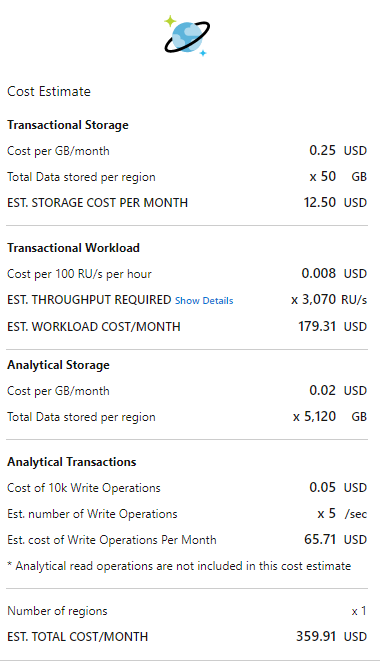 Cost Estimate
Transactional Storage
Cost per GB/month 0.25 USD
Total Data stored per region x 50 GB
EST. STORAGE COST PER MONTH 12.50 USD
Transactional Workload
Cost per 100 RU/s per hour 0.008 USD
EST. THROUGHPUT REQUIRED Show Details x 3,070 RU/s
EST. WORKLOAD COST/MONTH 179.31 USD
Analytical Storage
Cost per GB/month 0.02 USD
Total Data stored per region x 5,120 GB
Analytical Transactions
Cost of 10k Write Operations 0.05 USD
Est. number of Write Operations x 5 /sec
Est. cost of Write Operations Per Month 65.71 USD
* Analytical read operations are not included in this cost estimate
Number of regions x 1
EST. TOTAL COST/MONTH 359.91 USD